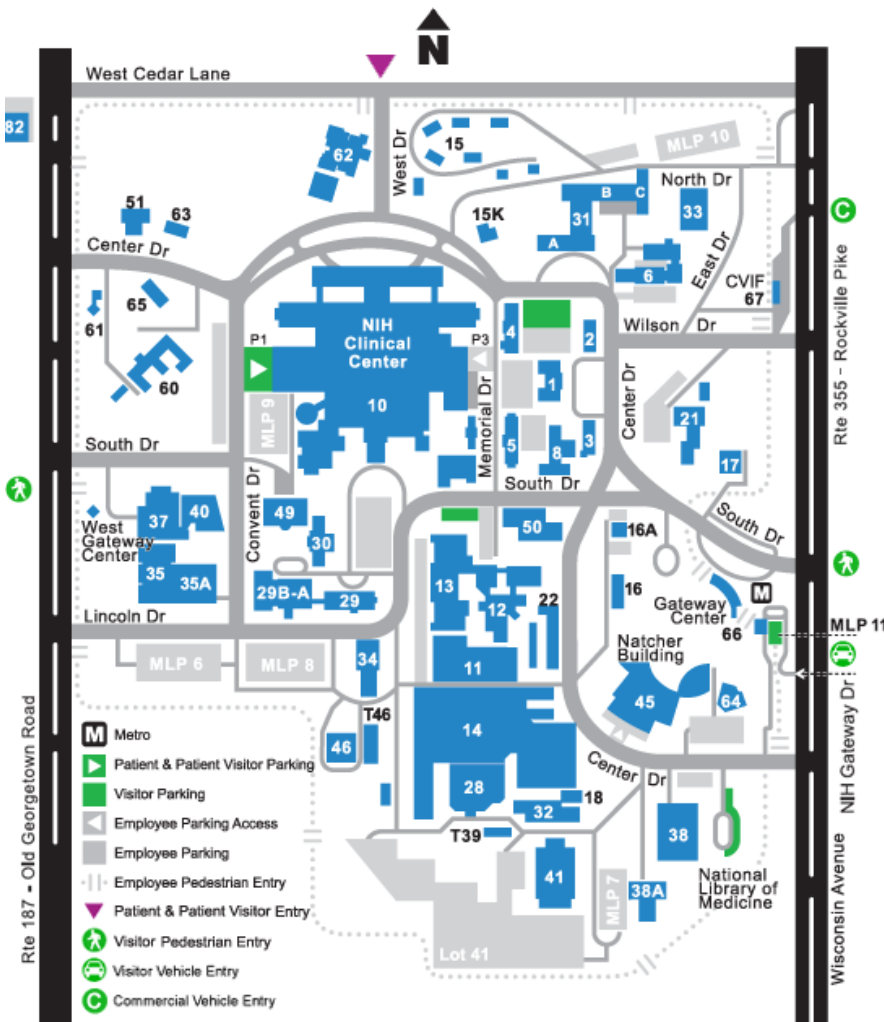 N
West Cedar Lane
82
62
West Dr
15
MLP 10
51
63
15K
B
C
North Dr
31
33
A
Center Dr
East Dr
CVIF
67
6
C
Rte 355 - Rockville Pike
65
61
NIH
Clinical
Center
P1
P3
4
2
Wilson Dr
60
10
1
Memorial Dr
Center Dr
MLP 9
21
South Dr
5
8
3
17
South Dr
Convent Dr
West
Gateway
Center
37
40
49
50
16A
South Dr
30
35
35A
13
29B-A
29
12
22
16
Gateway
Center
M
66
MLP 11
Lincoln Dr
Natcher
Building
MLP 6
MLP 8
34
11
45
64
NIH Gateway Dr
T46
46
14
Center Dr
28
18
32
T39
38
41
MLP 7
38A
National
Library of
Medicine
Lot 41
Wisconsin Avenue
Rte 187 - Old Georgetown Road
M Metro
Patient & Patient Visitor Parking
Visitor Parking
Employee Parking Access
Employee Parking
Employee Pedestrian Entry
Patient & Patient Visitor Entry
Visitor Pedestrian Entry
Visitor Vehicle Entry
C Commercial Vehicle Entry